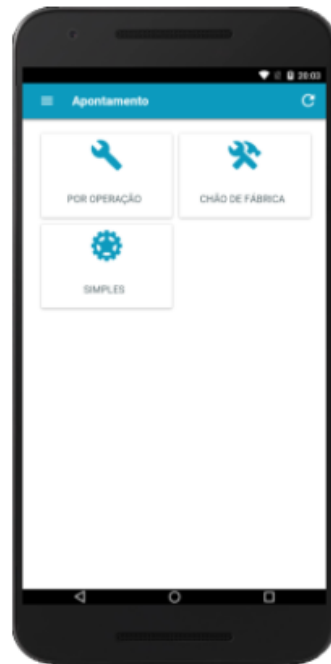 20:03
Apontamento
POR OPERAÇÃO
CHÃO DE FÁBRICA
SIMPLES